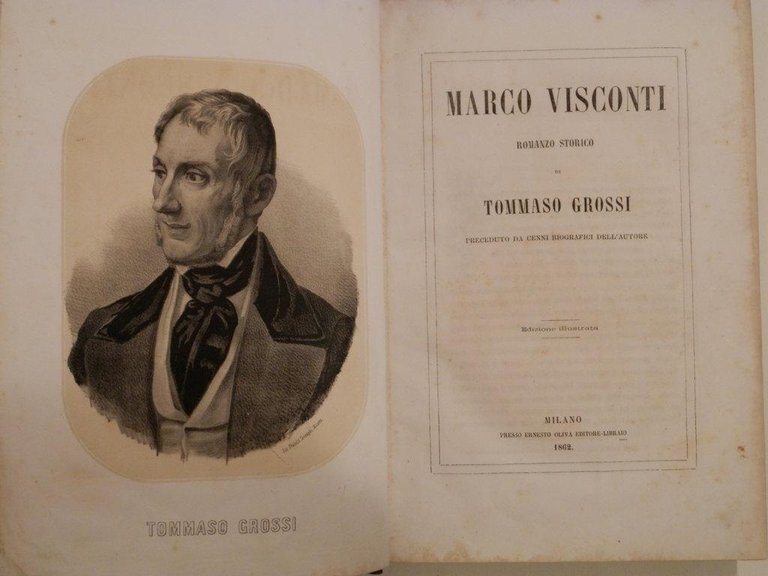 TOMMASO GROSSI
MARCO VISCONTI
ROMANZO STORICO
DI
TOMMASO GROSSI
PRECEDUTO DA CENNI BIOGRAFICI DELL'AUTORE
Edizione illustrata
MILANO
PRESSO ERNESTO OLIVA EDITORE-LIBRAIO
1862.